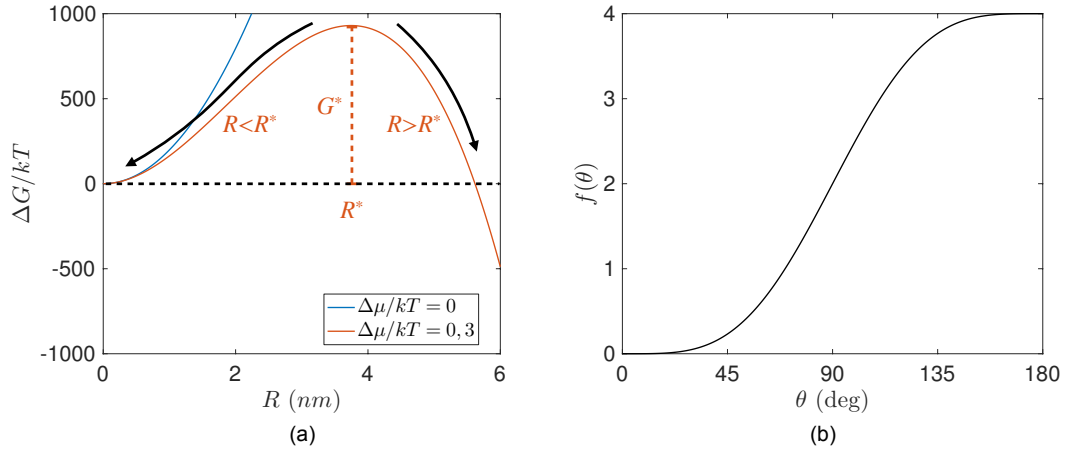 1000
500
0
-500
-1000
ΔG/kT
0
2
4
6
R (nm)
R<R*
G*
R>R*
R*
Δμ/kT = 0
Δμ/kT = 0, 3
(a)
4
3
2
1
0
f(θ)
0
45
90
135
180
θ (deg)
(b)